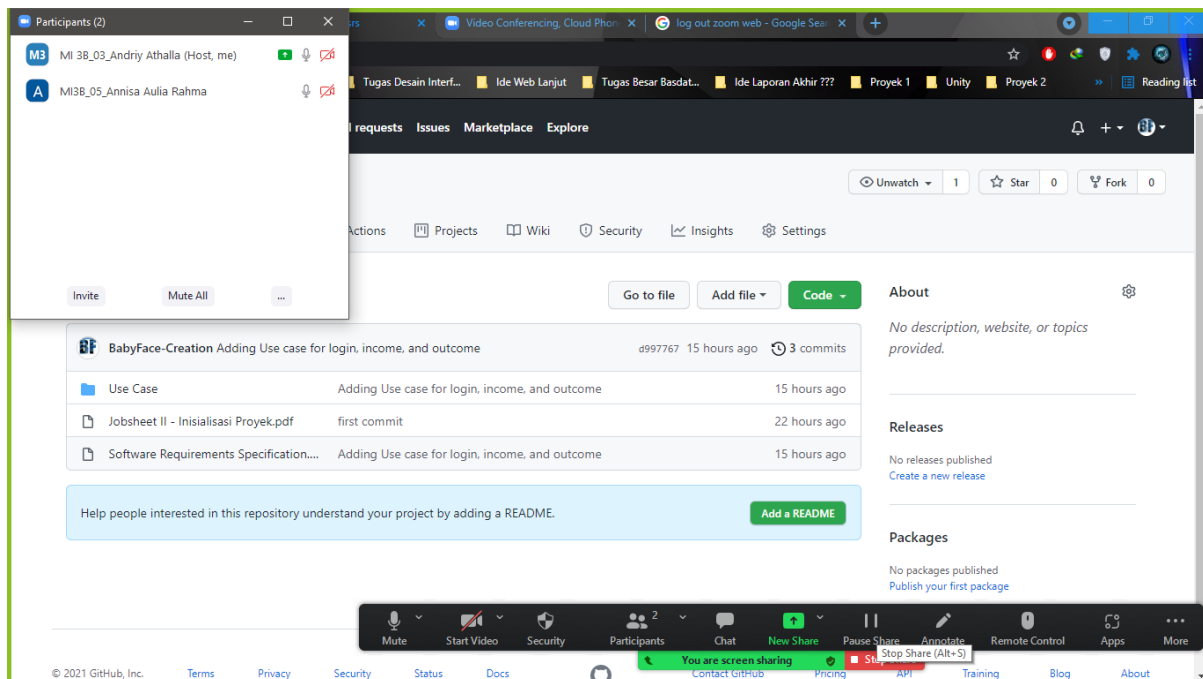 Participants (2)
M3 MI 3B_03_Andriy Athalla (Host, me)
A MI3B_05_Annisa Aulia Rahma
Invite Mute All ...
Video Conferencing, Cloud Phon
log out zoom web - Google Sear
Tugas Desain Interf... Ide Web Lanjut Tugas Besar Basdat... Ide Laporan Akhir ??? Proyek 1 Unity Proyek 2 » Reading list
requests Issues Marketplace Explore
Unwatch 1 Star 0 Fork 0
Actions Projects Wiki Security Insights Settings
Go to file Add file Code
BF BabyFace-Creation Adding Use case for login, income, and outcome d997767 15 hours ago 3 commits
Use Case Adding Use case for login, income, and outcome 15 hours ago
Jobsheet II - Inisialisasi Proyek.pdf first commit 22 hours ago
Software Requirements Specification.... Adding Use case for login, income, and outcome 15 hours ago
Help people interested in this repository understand your project by adding a README. Add a README
About
No description, website, or topics
provided.
Releases
No releases published
Create a new release
Packages
No packages published
Publish your first package
Mute Start Video Security Participants 2 Chat New Share Pause Share Annotate Remote Control Apps More
Stop Share (Alt+S)
You are screen sharing
© 2021 GitHub, Inc. Terms Privacy Security Status Docs Contact GitHub Pricing API Training Blog About